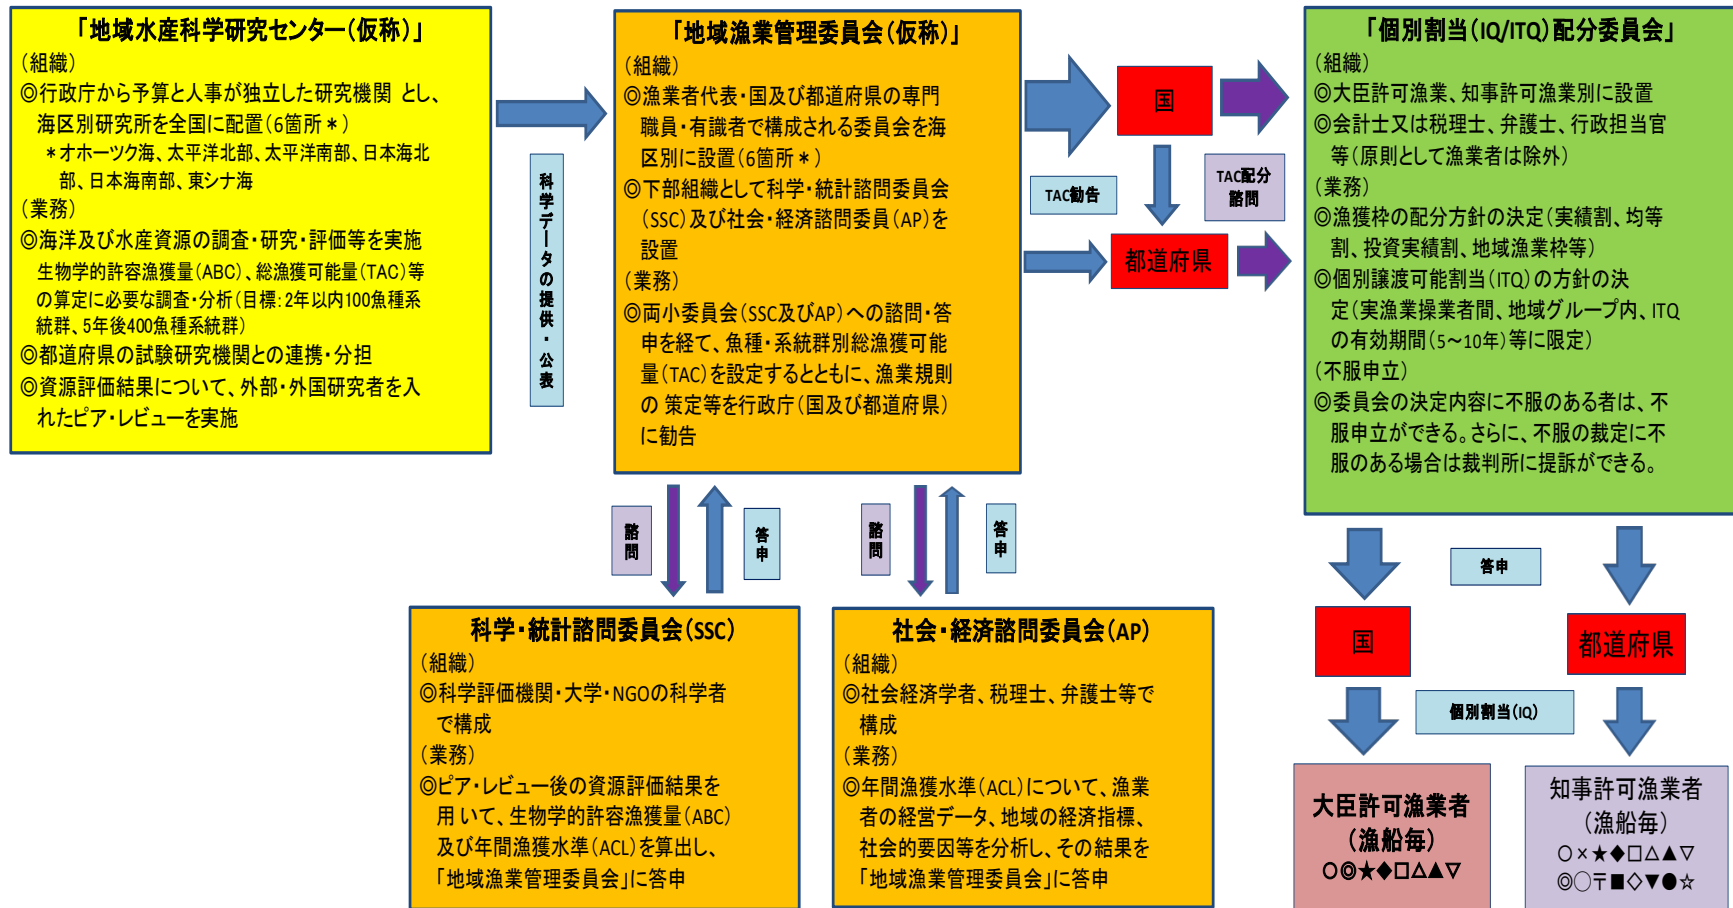 「地域水産科学研究センター(仮称)」
(組織)
◎行政庁から予算と人事が独立した研究機関 とし、
海区別研究所を全国に配置(6箇所*)
*オホーツク海、太平洋北部、太平洋南部、日本海北
部、日本海南部、東シナ海
(業務)
◎海洋及び水産資源の調査・研究・評価等を実施
生物学的許容漁獲量(ABC)、総漁獲可能量(TAC)等
の算定に必要な調査・分析(目標:2年以内100魚種系
統群、5年後400魚種系統群)
◎都道府県の試験研究機関との連携・分担
◎資源評価結果について、外部・外国研究者を入
れたピア・レビューを実施
科学データの提供・公表
「地域漁業管理委員会(仮称)」
(組織)
◎漁業者代表・国及び都道府県の専門
職員・有識者で構成される委員会を海
区別に設置(6箇所*)
◎下部組織として科学・統計諮問委員会
(SSC)及び社会・経済諮問委員(AP)を
設置
(業務)
◎両小委員会(SSC及びAP)への諮問・答
申を経て、魚種・系統群別総漁獲可能
量(TAC)を設定するとともに、漁業規則
の 策定等を行政庁(国及び都道府県)
に勧告
国
TAC勧告
TAC配分
諮問
都道府県
「個別割当(IQ/ITQ)配分委員会」
(組織)
◎大臣許可漁業、知事許可漁業別に設置
◎会計士又は税理士、弁護士、行政担当官
等(原則として漁業者は除外)
(業務)
◎漁獲枠の配分方針の決定(実績割、均等
割、投資実績割、地域漁業枠等)
◎個別譲渡可能割当(ITQ)の方針の決
定(実漁業操業者間、地域グループ内、ITQ
の有効期間(5~10年)等に限定)
(不服申立)
◎委員会の決定内容に不服のある者は、不
服申立ができる。さらに、不服の裁定に不
服のある場合は裁判所に提訴ができる。
諮問
答申
諮問
答申
科学・統計諮問委員会(SSC)
(組織)
◎科学評価機関・大学・NGOの科学者
で構成
(業務)
◎ピア・レビュー後の資源評価結果を
用 いて、生物学的許容漁獲量(ABC)
及び年間漁獲水準(ACL)を算出し、
「地域漁業管理委員会」に答申
社会・経済諮問委員会(AP)
(組織)
◎社会経済学者、税理士、弁護士等で
構成
(業務)
◎年間漁獲水準(ACL)について、漁業
者の経営データ、地域の経済指標、
社会的要因等を分析し、その結果を
「地域漁業管理委員会」に答申
答申
国
都道府県
個別割当(IQ)
大臣許可漁業者
(漁船毎)
○◎★◆□△▲▽
知事許可漁業者
(漁船毎)
○×★◆□△▲▽
◎◯〒■◇▼●☆